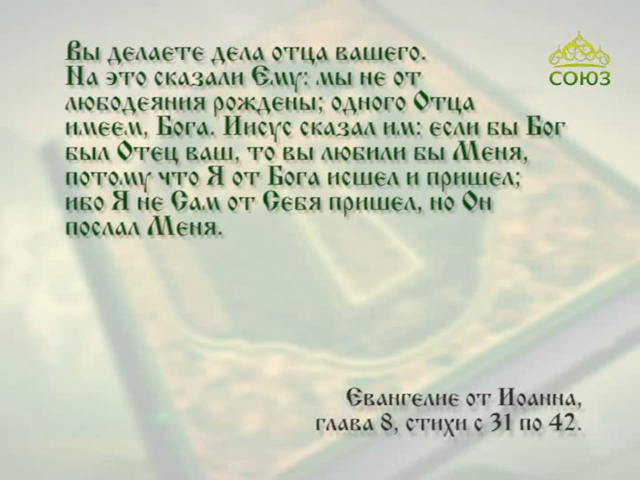 Вы делаете дела отца вашего.
На это сказали Ему: мы не от
любодеяния рождены; одного Отца
имеем, Бога. Иисус сказал им: если бы Бог
был Отец ваш, то вы любили бы Меня,
потому что Я от Бога исшел и пришел;
ибо Я не Сам от Себя пришел, но Он
послал Меня.
СОЮЗ
Евангелие от Иоанна,
глава 8, стихи с 31 по 42.